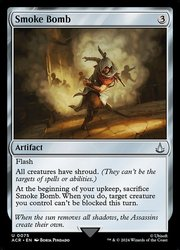 Smoke Bomb 3
Artifact
Flash
All creatures have shroud. (They can't be the
targets of spells or abilities.)
At the beginning of your upkeep, sacrifice
Smoke Bomb. When you do, target creature
you control can't be blocked this turn.
When the sun removes all shadows, the Assassins
create their own.
U 0075
ACR • EN BORJA PINDADO
© Ubisoft
™ & © 2024 Wizards of the Coast